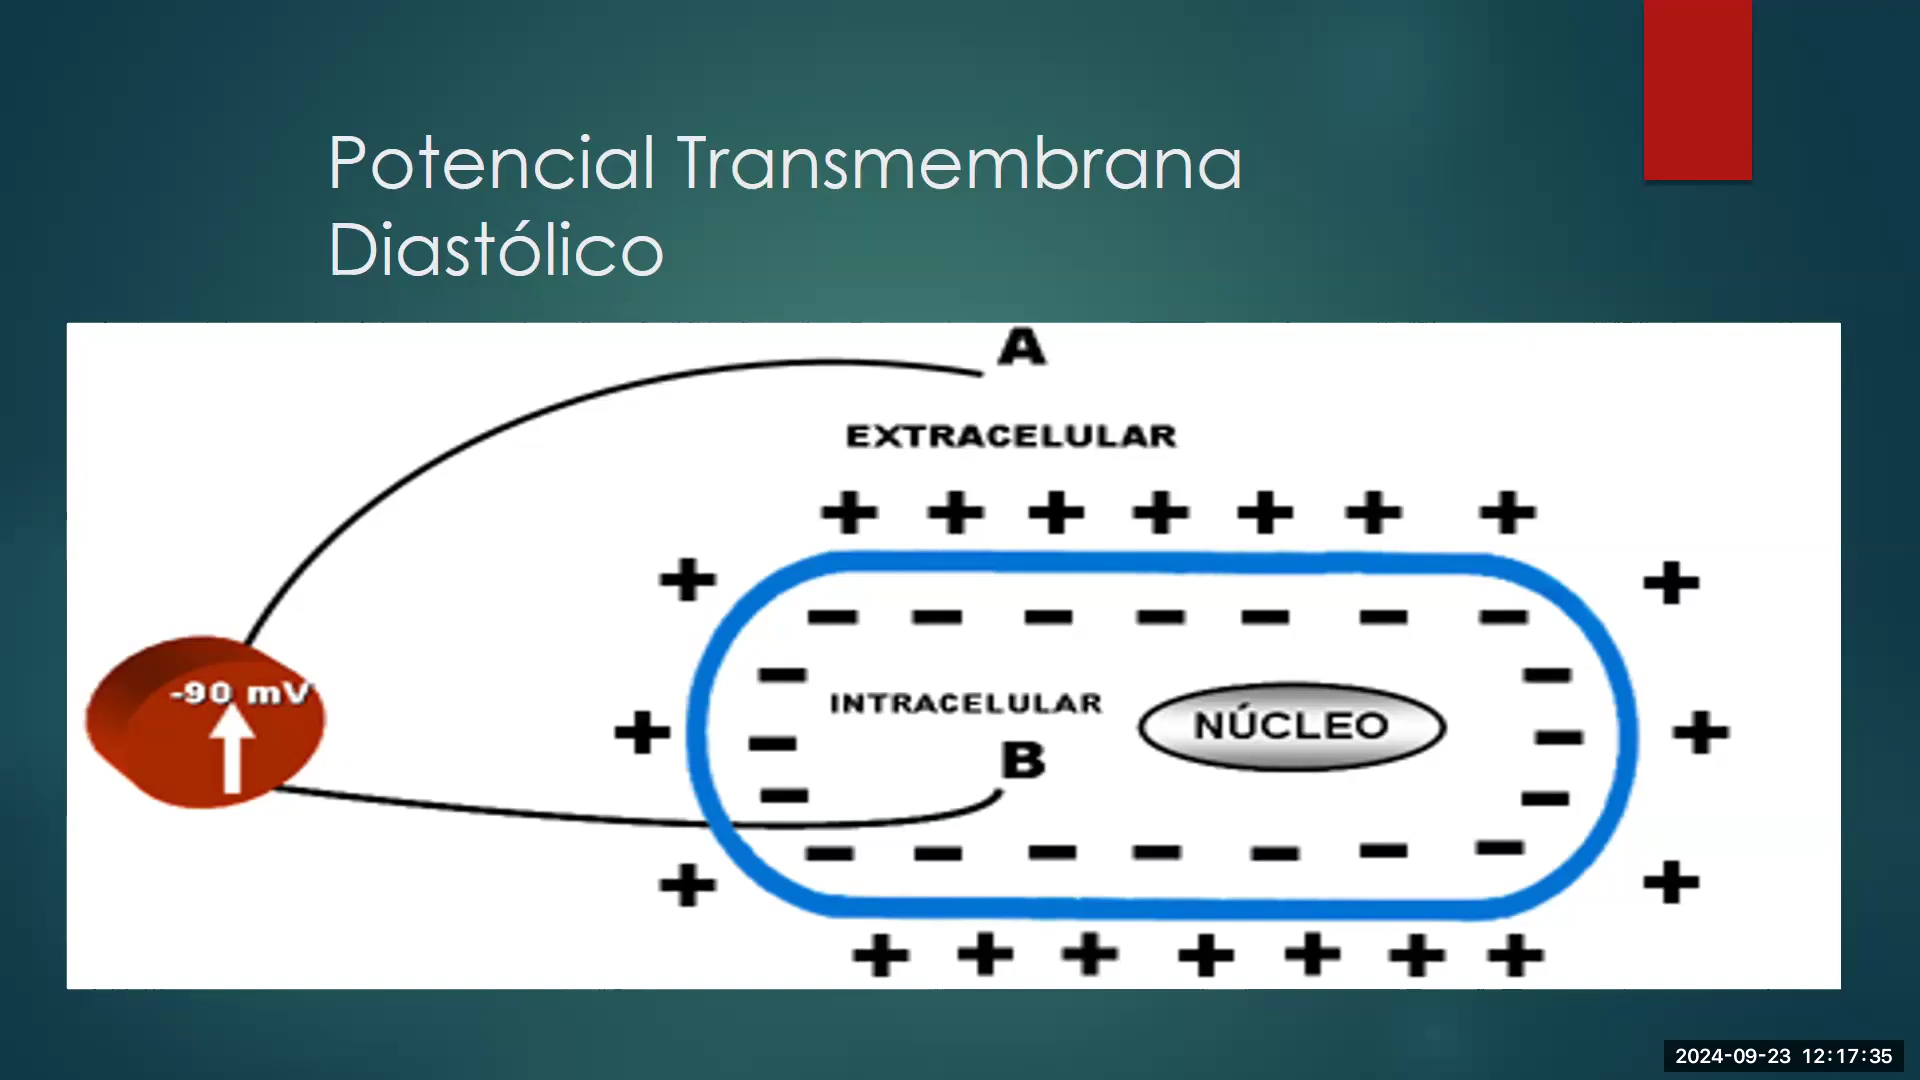 Potencial Transmembrana
Diastólico
A
EXTRACELULAR
+ + + + + + +
+ +
- - - - - - -
-90 mV
- -
INTRACELULAR
NÚCLEO
+ - - +
B
- -
- - - - - - -
+ +
+ + + + + + +
2024-09-23 12:17:35